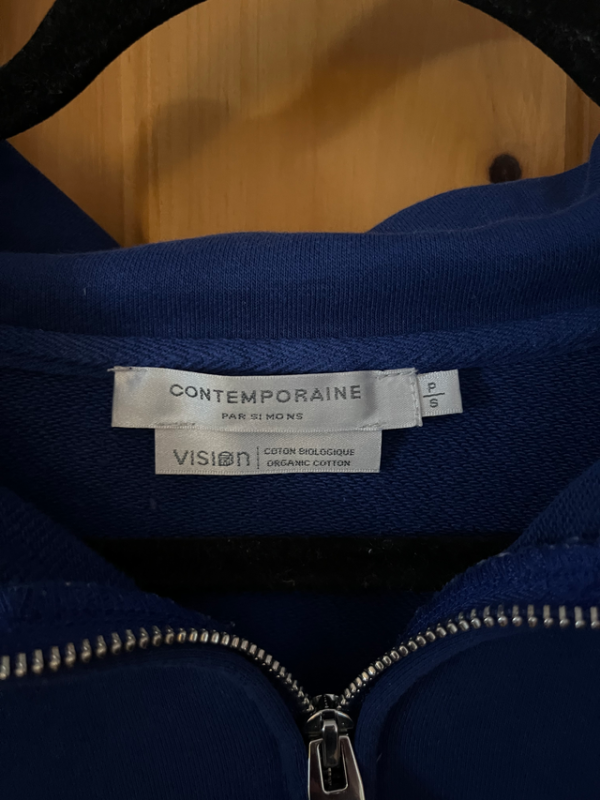 CONTEMPORAINE
PAR SIMONS
P
S
VISION
COTON BIOLOGIQUE
ORGANIC COTTON